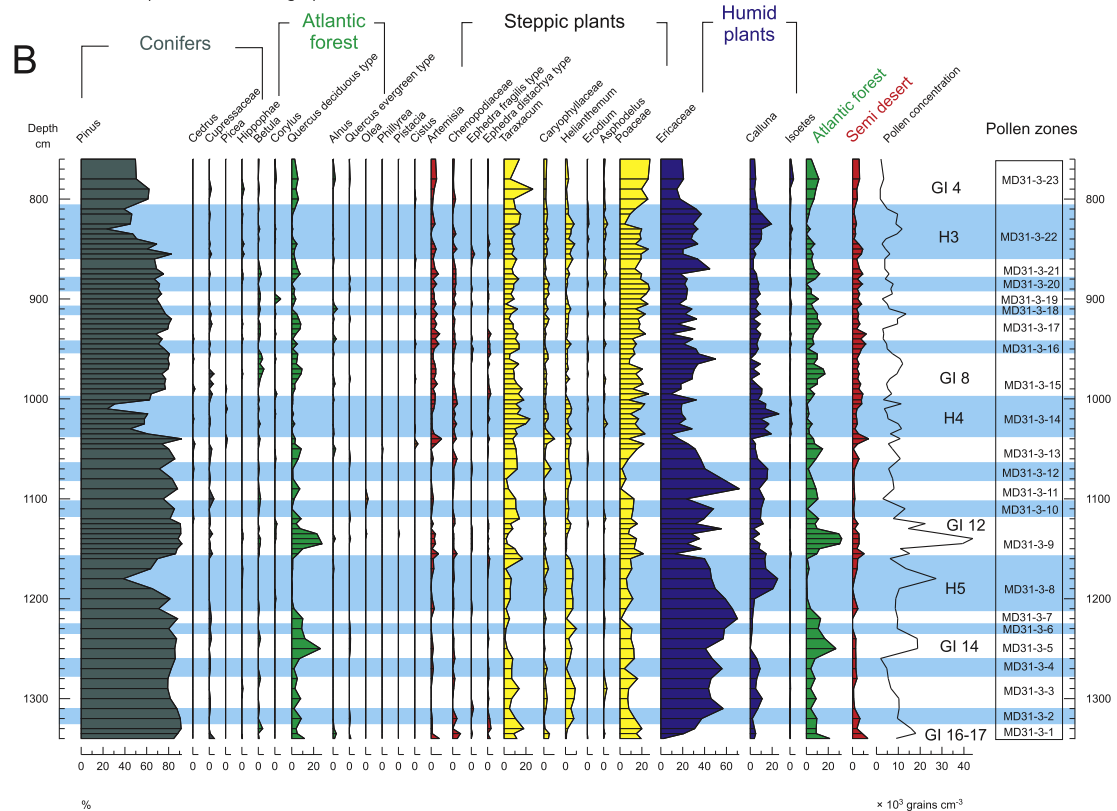 B
Conifers
Atlantic
forest
Steppic plants
Humid
plants
Depth
cm
Pinus
Cedrus
Cupressaceae
Picea
Hippophae
Betula
Corylus
Quercus deciduous type
Alnus
Quercus evergreen type
Olea
Phillyrea
Pistacia
Cistus
Artemisia
Chenopodiaceae
Ephedra fragilis type
Ephedra distachya type
Taraxacum
Caryophyllaceae
Helianthemum
Erodium
Asphodelus
Poaceae
Ericaceae
Calluna
Isoetes
Atlantic forest
Semi desert
Pollen concentration
Pollen zones
800
900
1000
1100
1200
1300
GI 4
H3
GI 8
H4
GI 12
H5
GI 14
GI 16-17
MD31-3-23
MD31-3-22
MD31-3-21
MD31-3-20
MD31-3-19
MD31-3-18
MD31-3-17
MD31-3-16
MD31-3-15
MD31-3-14
MD31-3-13
MD31-3-12
MD31-3-11
MD31-3-10
MD31-3-9
MD31-3-8
MD31-3-7
MD31-3-6
MD31-3-5
MD31-3-4
MD31-3-3
MD31-3-2
MD31-3-1
800
900
1000
1100
1200
1300
0 20 40 60 80 0 0 0 0 0 0 0 20 0 0 0 0 0 0 0 0 0 0 0 20 0 0 0 0 0 20 0 20 40 60 0 20 0 0 20 0 0 10 20 30 40
%
× 10³ grains cm⁻³